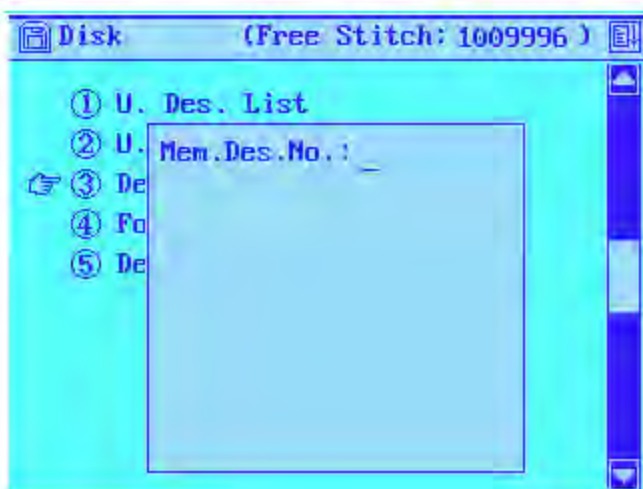 Disk (Free Stitch: 1009996 )
① U. Des. List
② U.
Mem.Des.No.: _
③ De
④ Fo
⑤ De